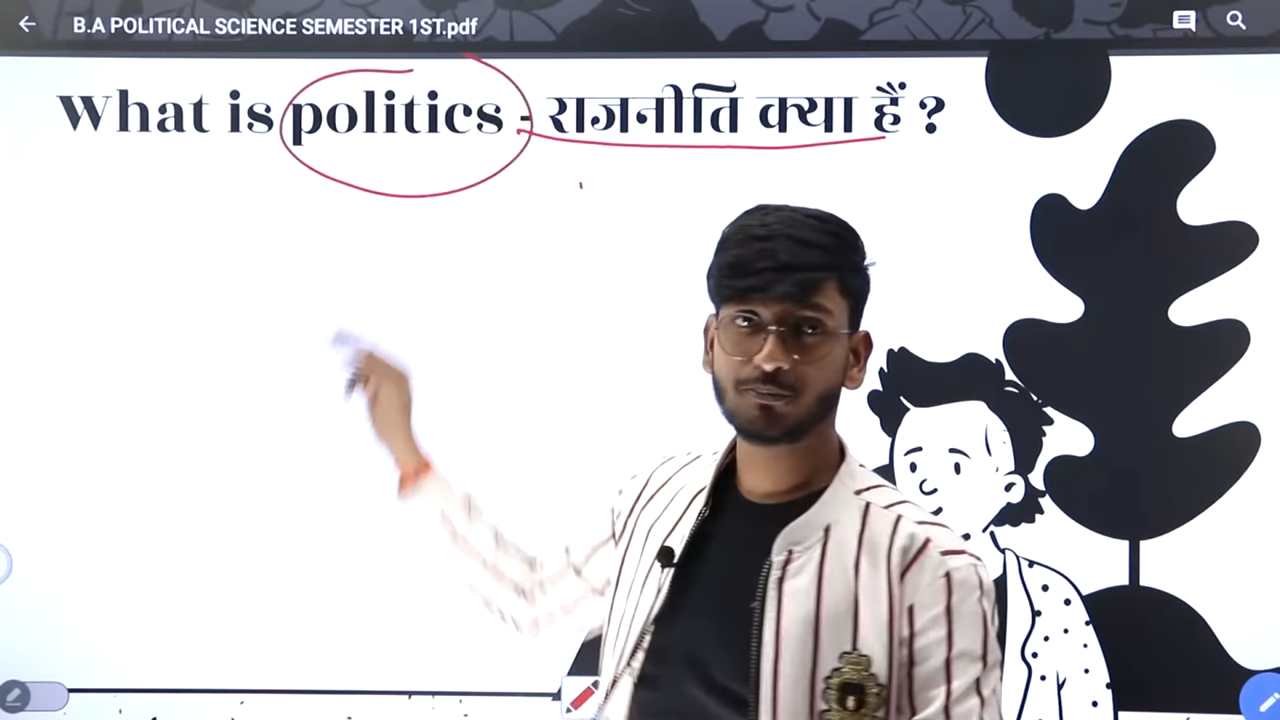 B.A POLITICAL SCIENCE SEMESTER 1ST.pdf
What is politics - राजनीति क्या हैं ?